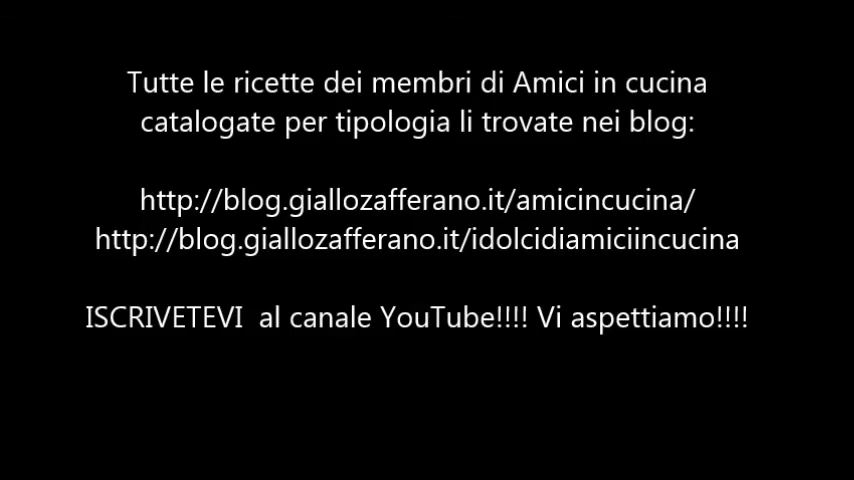 Tutte le ricette dei membri di Amici in cucina
catalogate per tipologia li trovate nei blog:
http://blog.giallozafferano.it/amicincucina/
http://blog.giallozafferano.it/idolcidiamiciincucina
ISCRIVETEVI  al canale YouTube!!!! Vi aspettiamo!!!!